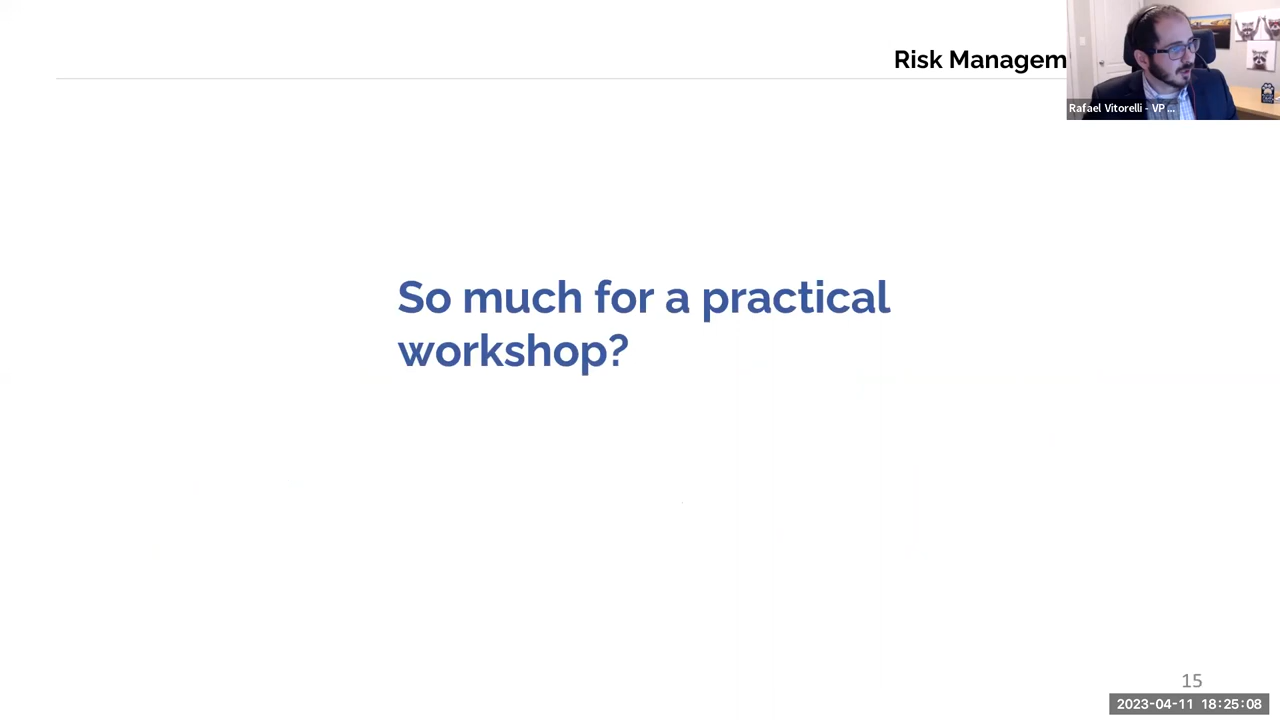 Risk Managem
Rafael Vitorelli - VP ...
So much for a practical
workshop?
15
2023-04-11 18:25:08